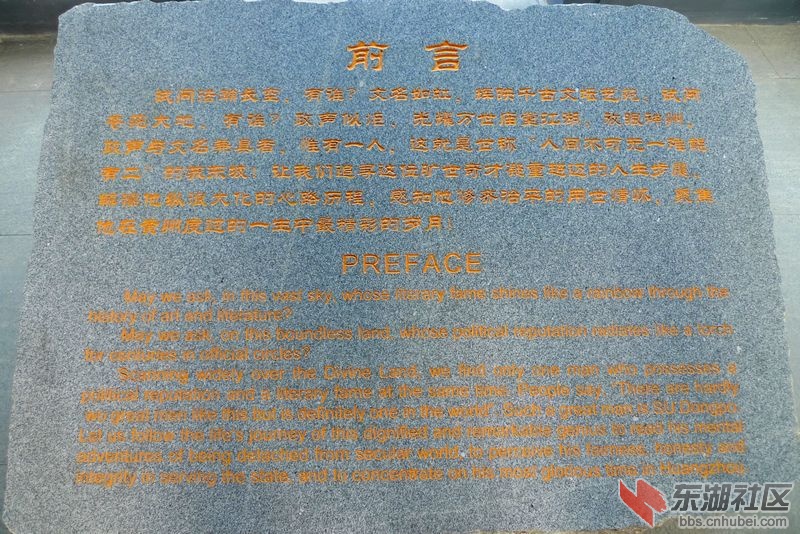 前言
试问浩瀚长空，有谁？文名如虹，辉映千古文坛艺苑，试问
苍茫大地，有谁？政声似炬，光耀万世庙堂江湖，放眼神州，
政声与文名兼具者，惟有一人，这就是世称“人间不可无一难能
有二”的苏东坡！让我们追寻这位旷世奇才凝重超迈的人生步履，
解读他纵浪大化的心路历程，感知他修齐治平的用世情怀，聚焦
他在黄州度过的一生中最精彩的岁月！
PREFACE
May we ask, in this vast sky, whose literary fame shines like a rainbow through the
history of art and literature?
May we ask, on this boundless land, whose political reputation radiates like a torch
for centuries in official circles?
Scanning widely over the Divine Land, we find only one man who possesses a
political reputation and a literary fame at the same time. People say, "There are hardly
two great men like this but is definitely one in the world". Such a great man is SU Dongpo.
Let us follow the life's journey of this dignified and remarkable genius to read his mental
adventures of being detached from secular world, to perceive his fairness, honesty and
integrity in serving the state, and to concentrate on his most glorious time in Huangzhou
东湖社区
bbs.cnhubei.com